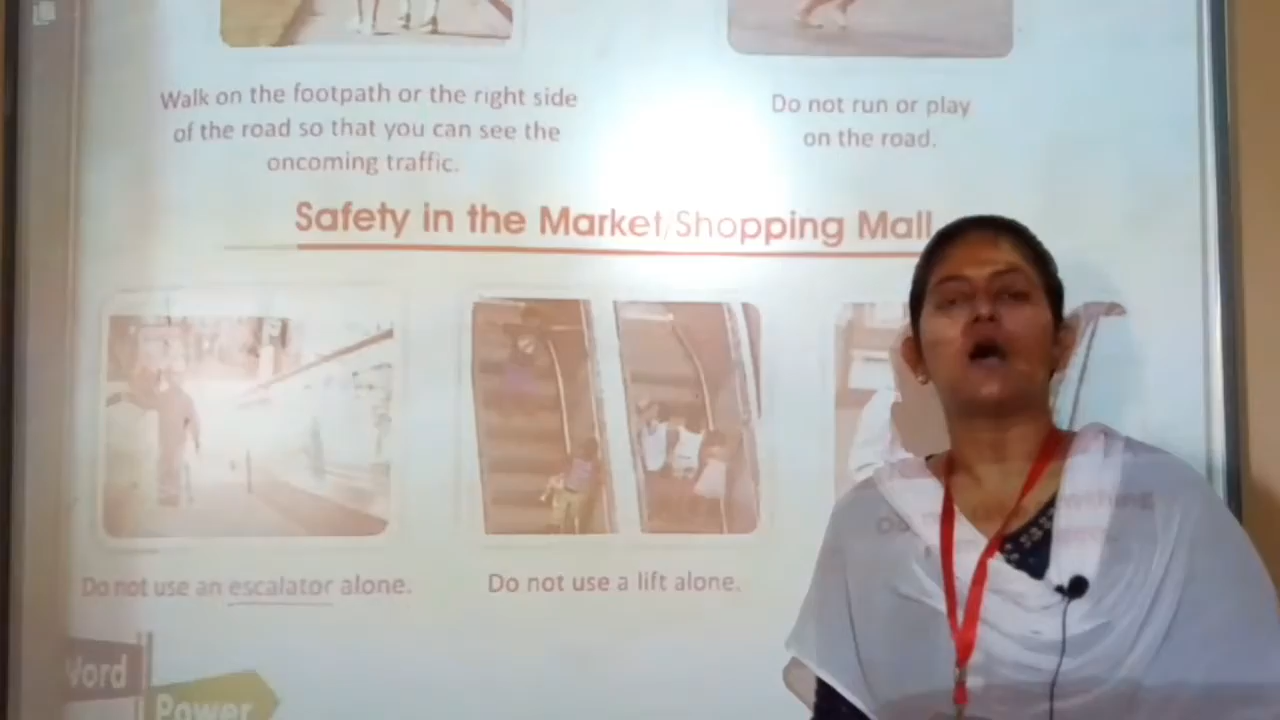 Walk on the footpath or the right side
of the road so that you can see the
oncoming traffic.
Do not run or play
on the road.
Safety in the Market/Shopping Mall
Do not use an escalator alone.
Do not use a lift alone.
Word
Power